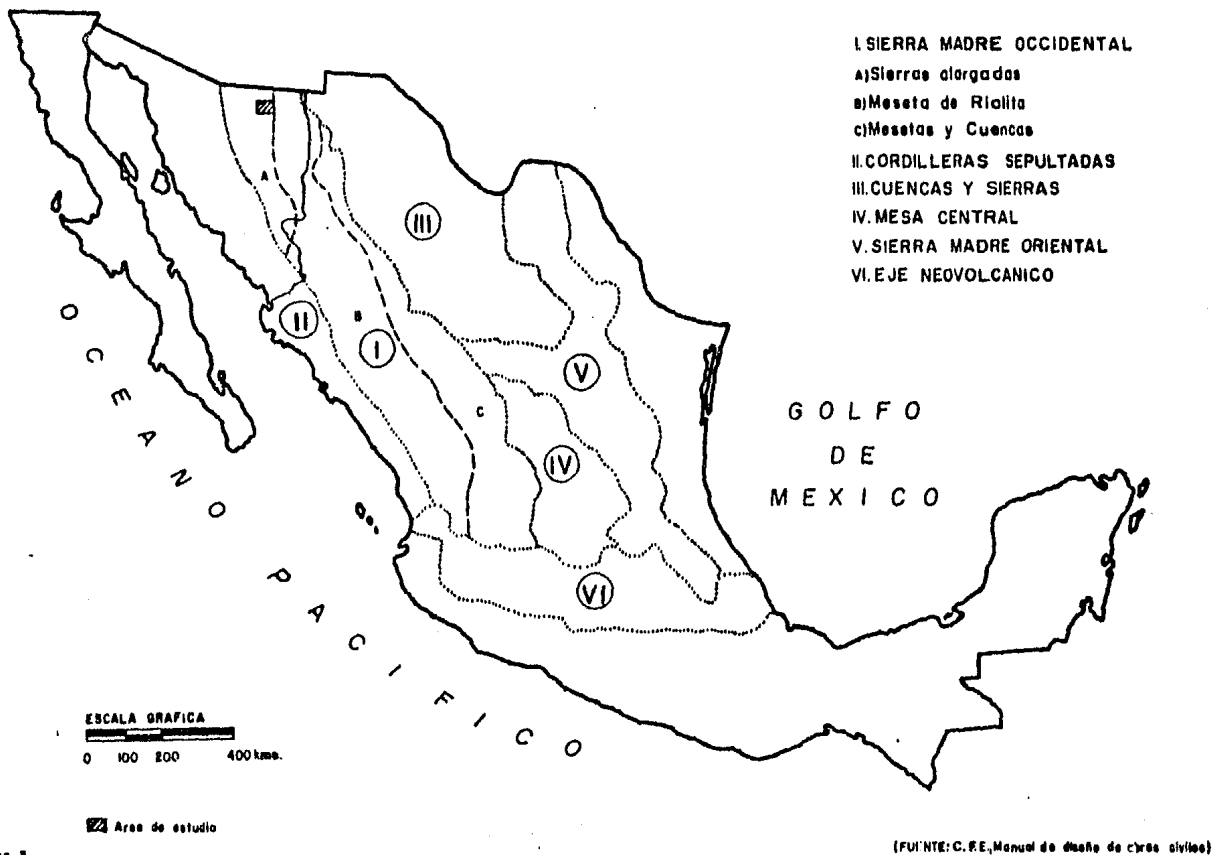 I. SIERRA MADRE OCCIDENTAL
A) Sierras alargadas
B) Meseta de Riolita
C) Mesetas y Cuencas
II. CORDILLERAS SEPULTADAS
III. CUENCAS Y SIERRAS
IV. MESA CENTRAL
V. SIERRA MADRE ORIENTAL
VI. EJE NEOVOLCANICO
A
III
II
B
I
V
C
IV
VI
GOLFO
DE
MEXICO
OCEANO PACIFICO
ESCALA GRAFICA
0 100 200 400 kms.
Area de estudio
(FUENTE: C.F.E., Manual de diseño de obras civiles)